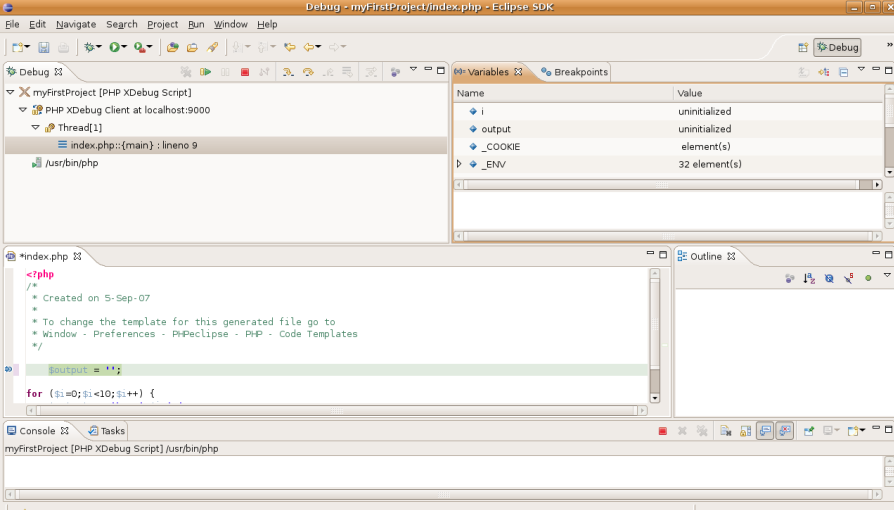 Debug - myFirstProject/index.php - Eclipse SDK
File Edit Navigate Search Project Run Window Help
Debug
»
Debug
myFirstProject [PHP XDebug Script]
PHP XDebug Client at localhost:9000
Thread[1]
index.php::{main} : lineno 9
/usr/bin/php
(x)= Variables
Breakpoints
Name Value
i uninitialized
output uninitialized
_COOKIE element(s)
_ENV 32 element(s)
*index.php
<?php
/*
* Created on 5-Sep-07
*
* To change the template for this generated file go to
* Window - Preferences - PHPeclipse - PHP - Code Templates
*/
$output = '';
for ($i=0;$i<10;$i++) {
Outline
Console
Tasks
myFirstProject [PHP XDebug Script] /usr/bin/php